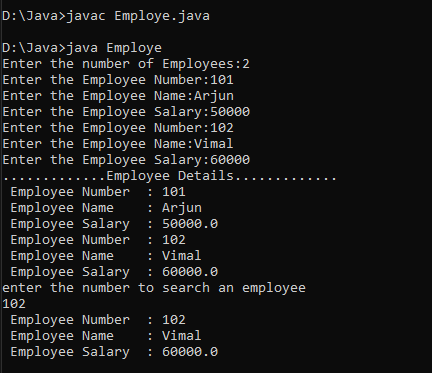 D:\Java>javac Employe.java
D:\Java>java Employe
Enter the number of Employees:2
Enter the Employee Number:101
Enter the Employee Name:Arjun
Enter the Employee Salary:50000
Enter the Employee Number:102
Enter the Employee Name:Vimal
Enter the Employee Salary:60000
.............Employee Details.............
Employee Number  : 101
Employee Name    : Arjun
Employee Salary  : 50000.0
Employee Number  : 102
Employee Name    : Vimal
Employee Salary  : 60000.0
enter the number to search an employee
102
Employee Number  : 102
Employee Name    : Vimal
Employee Salary  : 60000.0